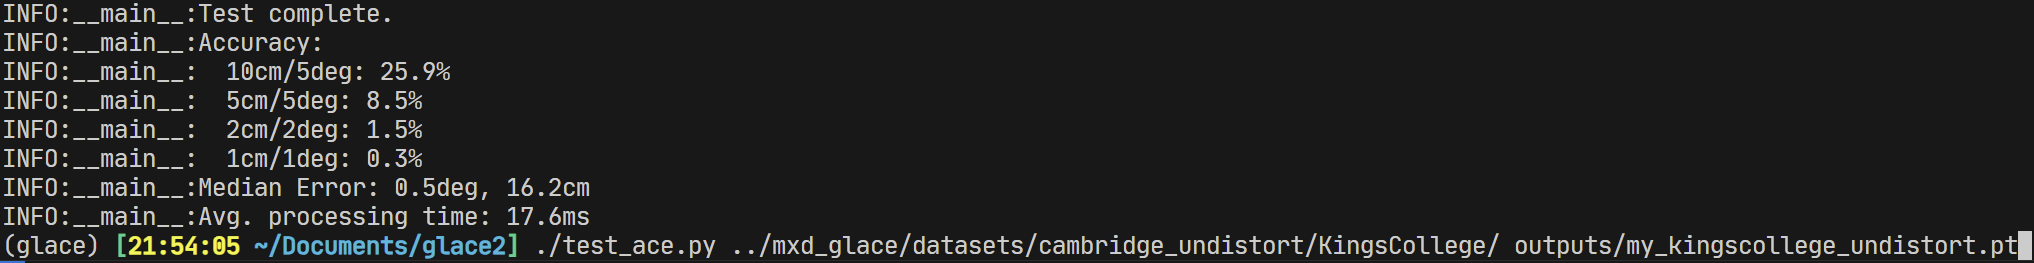 INFO:__main__:Test complete.
INFO:__main__:Accuracy:
INFO:__main__:  10cm/5deg: 25.9%
INFO:__main__:  5cm/5deg: 8.5%
INFO:__main__:  2cm/2deg: 1.5%
INFO:__main__:  1cm/1deg: 0.3%
INFO:__main__:Median Error: 0.5deg, 16.2cm
INFO:__main__:Avg. processing time: 17.6ms
(glace) [21:54:05 ~/Documents/glace2] ./test_ace.py ../mxd_glace/datasets/cambridge_undistort/KingsCollege/ outputs/my_kingscollege_undistort.pt